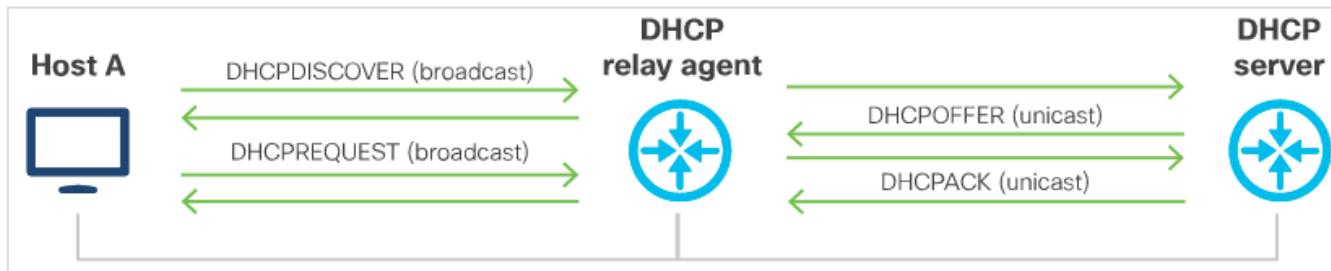 Host A
DHCP
relay agent
DHCP
server
DHCPDISCOVER (broadcast)
DHCPOFFER (unicast)
DHCPREQUEST (broadcast)
DHCPACK (unicast)